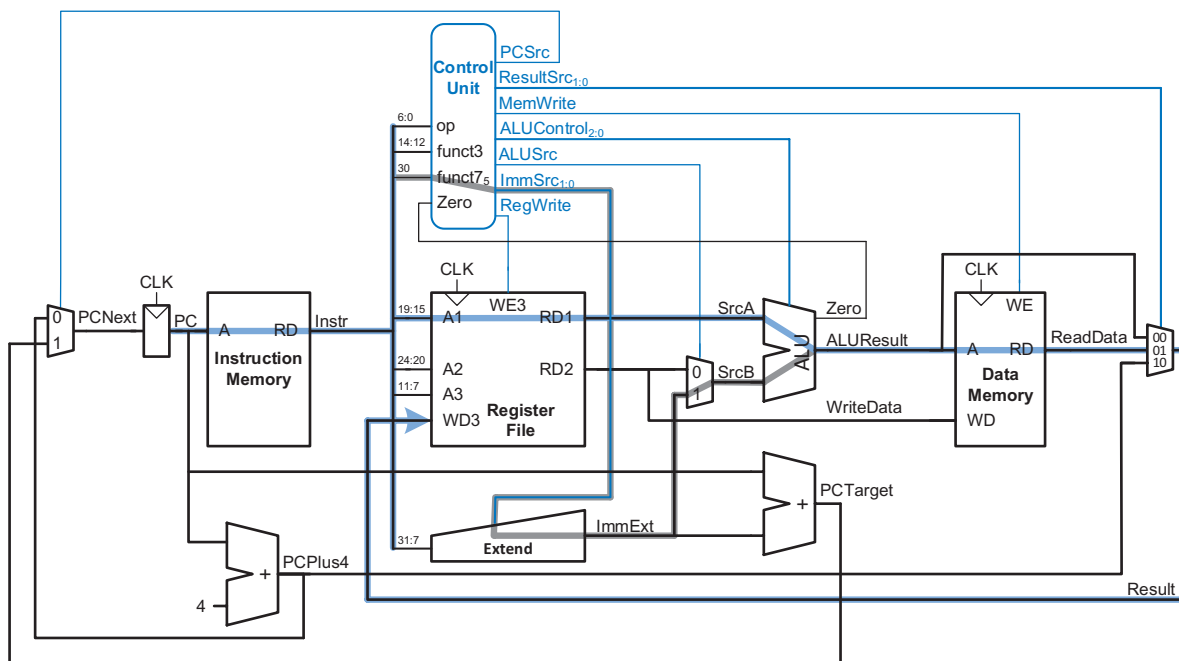 PCSrc
Control
Unit
ResultSrc1:0
MemWrite
6:0
op
ALUControl2:0
14:12
funct3
ALUSrc
30
funct75
ImmSrc1:0
Zero
RegWrite
CLK
CLK
CLK
0
1
PCNext
PC
A
RD
Instr
Instruction
Memory
19:15
A1
WE3
RD1
SrcA
Zero
ALU
ALUResult
WE
A
RD
ReadData
00
01
10
24:20
A2
RD2
0
1
SrcB
11:7
A3
Register
File
WD3
Data
Memory
WriteData
WD
PCTarget
+
31:7
Extend
ImmExt
PCPlus4
+
4
Result